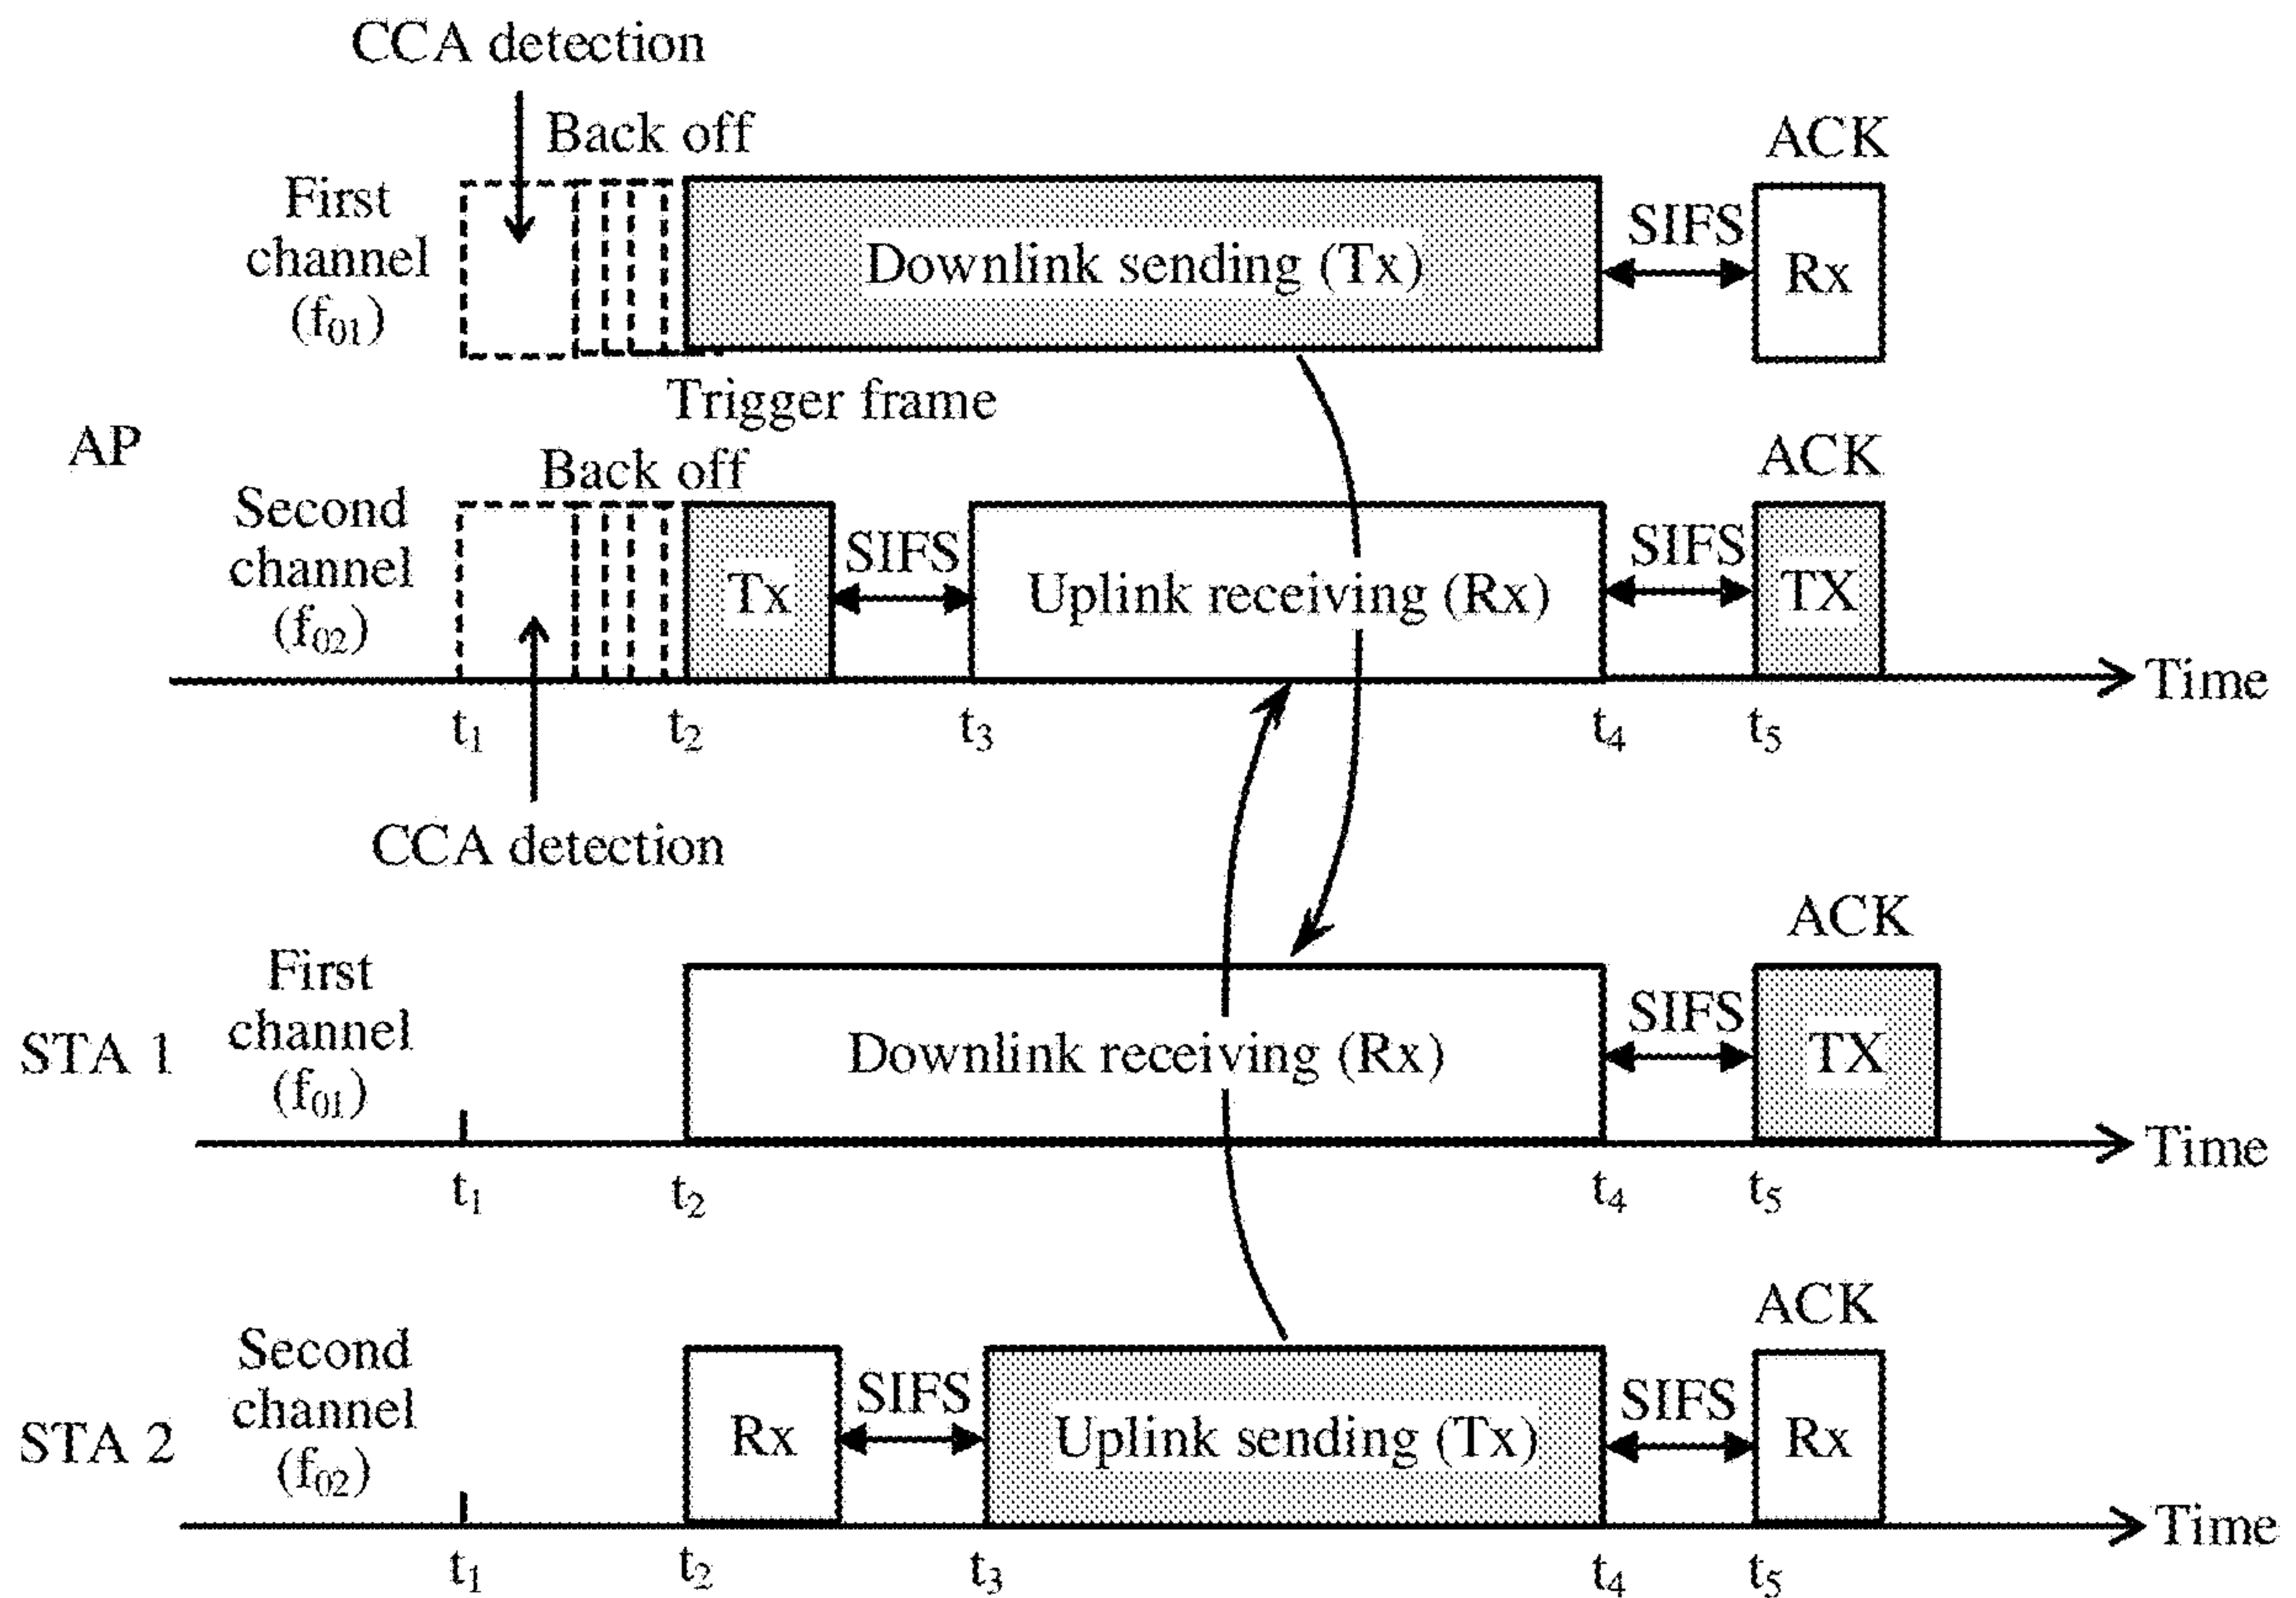 CCA detection
Back off
ACK
First
channel
(f01)
Downlink sending (Tx)
SIFS
Rx
Trigger frame
AP
Back off
ACK
Second
channel
(f02)
Tx
SIFS
Uplink receiving (Rx)
SIFS
TX
Time
t1
t2
t3
t4
t5
CCA detection
ACK
STA 1
First
channel
(f01)
Downlink receiving (Rx)
SIFS
TX
Time
t1
t2
t4
t5
ACK
STA 2
Second
channel
(f02)
Rx
SIFS
Uplink sending (Tx)
SIFS
Rx
Time
t1
t2
t3
t4
t5